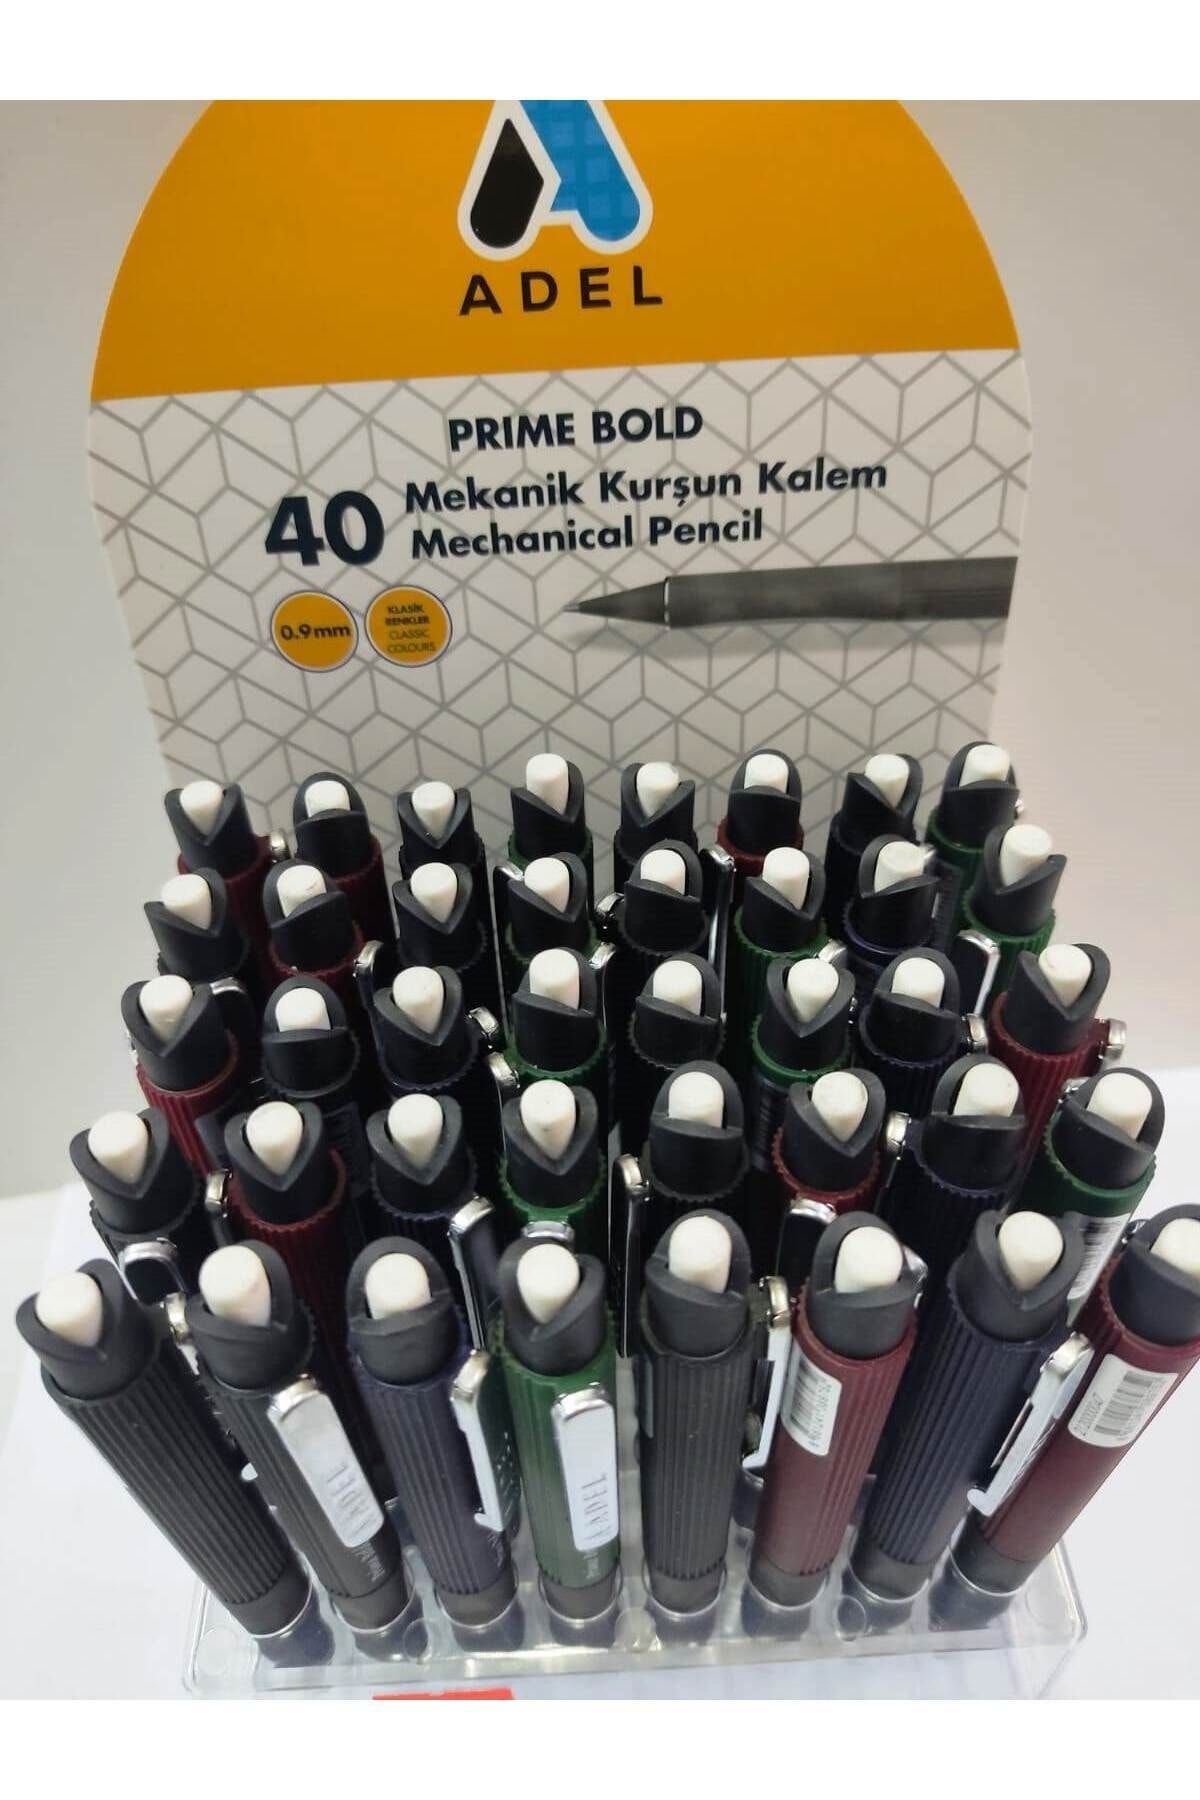 ADEL
PRIME BOLD
40 Mekanik Kurşun Kalem
Mechanical Pencil
0.9mm
KLASİK
RENKLER
CLASSIC
COLOURS
ADEL
ADEL